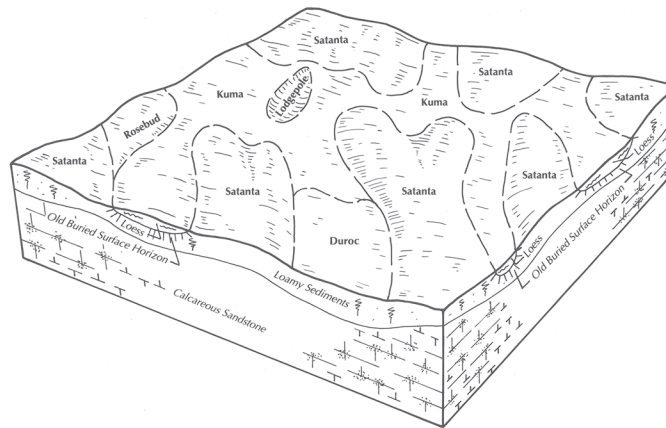 Satanta
Satanta
Kuma
Lodgepole
Kuma
Satanta
Rosebud
Satanta
Satanta
Satanta
Satanta
Duroc
Loess
Old Buried Surface Horizon
Loess
Old Buried Surface Horizon
Loess
Loamy Sediments
Calcareous Sandstone